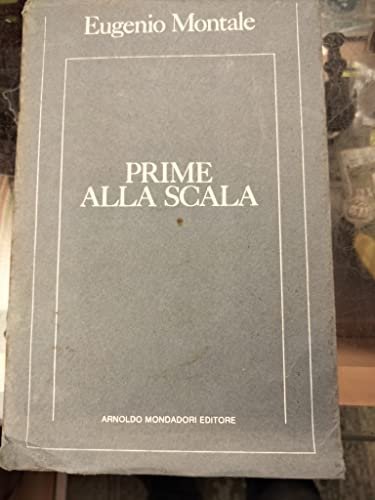 Eugenio Montale
PRIME
ALLA SCALA
ARNOLDO MONDADORI EDITORE